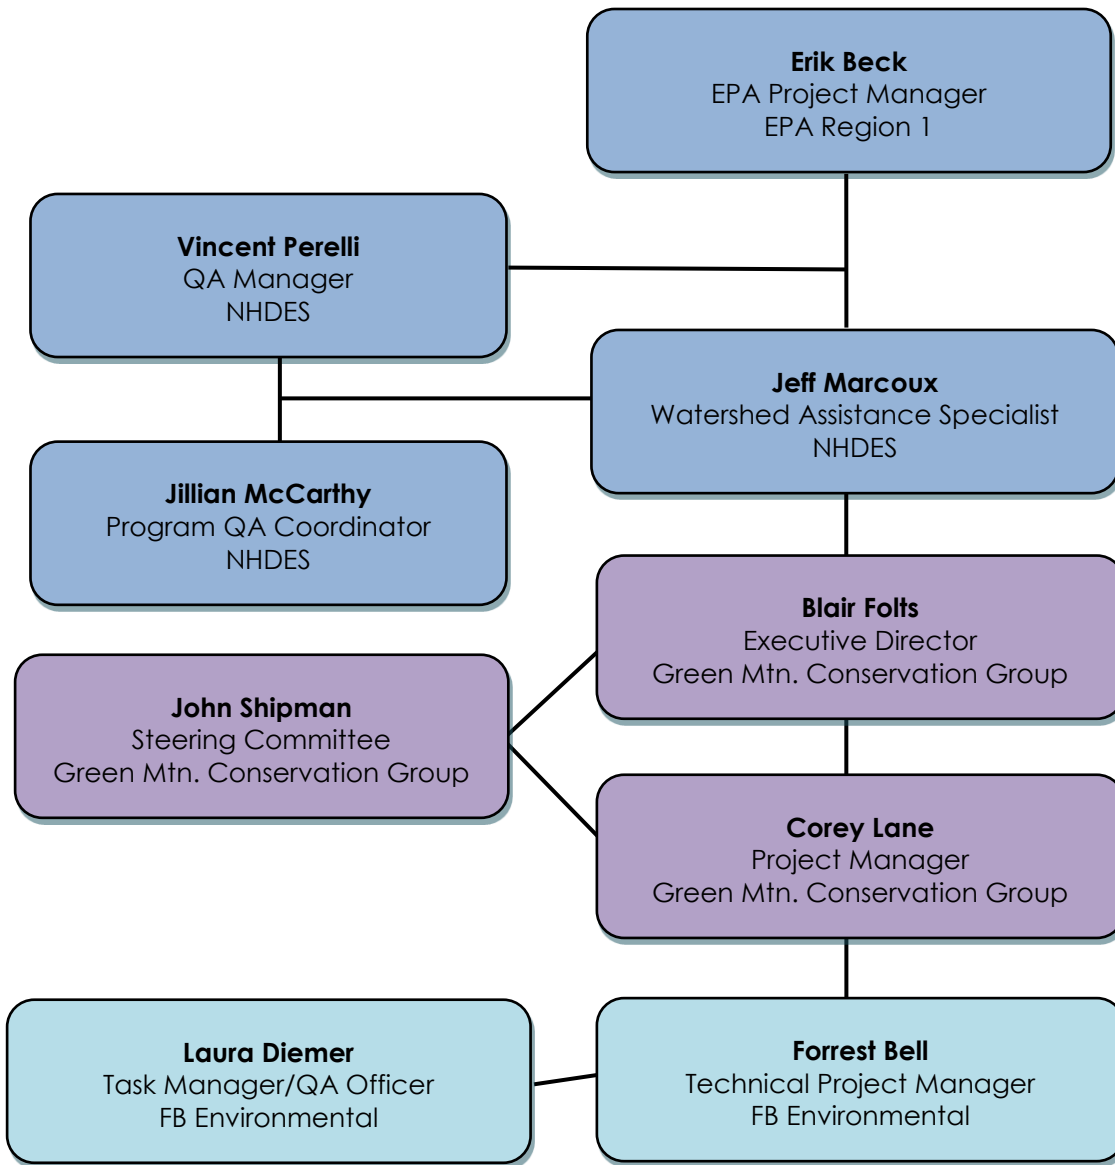 Erik Beck
EPA Project Manager
EPA Region 1
Vincent Perelli
QA Manager
NHDES
Jeff Marcoux
Watershed Assistance Specialist
NHDES
Jillian McCarthy
Program QA Coordinator
NHDES
Blair Folts
Executive Director
Green Mtn. Conservation Group
John Shipman
Steering Committee
Green Mtn. Conservation Group
Corey Lane
Project Manager
Green Mtn. Conservation Group
Laura Diemer
Task Manager/QA Officer
FB Environmental
Forrest Bell
Technical Project Manager
FB Environmental